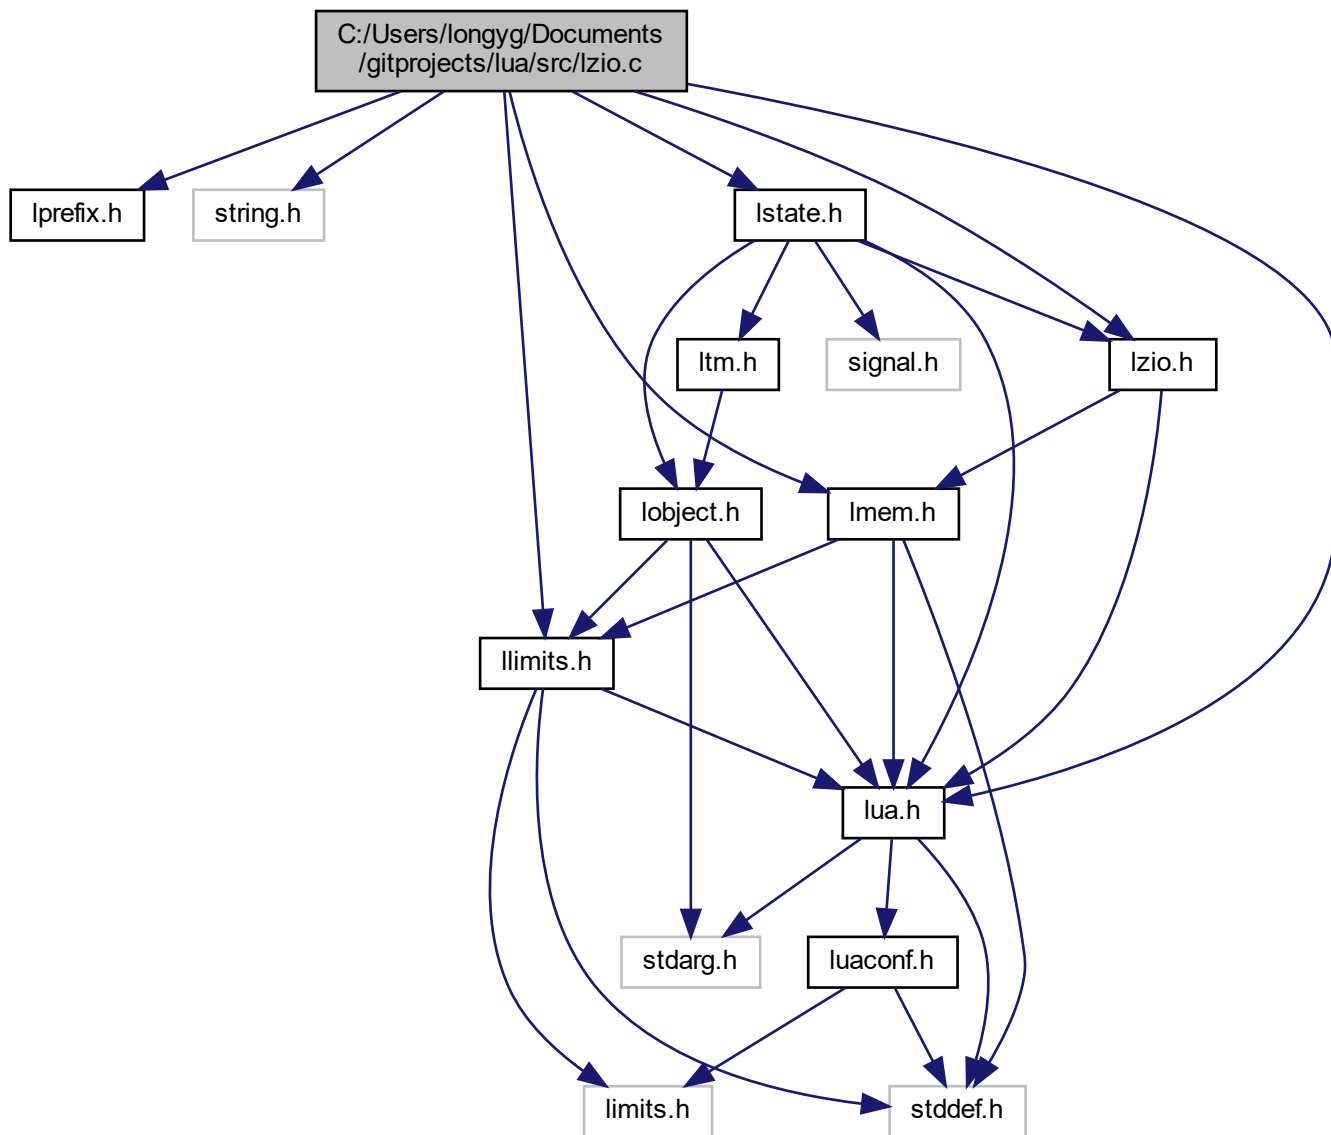 C:/Users/longyg/Documents
/gitprojects/lua/src/lzio.c
lprefix.h
string.h
lstate.h
ltm.h
signal.h
lzio.h
lobject.h
lmem.h
llimits.h
lua.h
stdarg.h
luaconf.h
limits.h
stddef.h